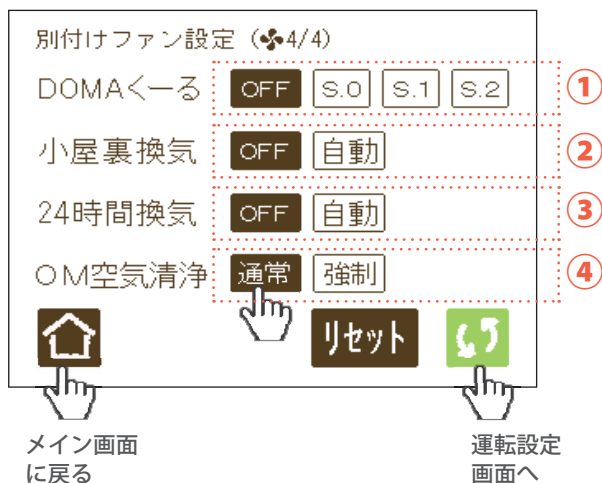 別付けファン設定 (4/4)
DOMAくーる OFF S.0 S.1 S.2 ①
小屋裏換気 OFF 自動 ②
24時間換気 OFF 自動 ③
OM空気清浄 通常 強制 ④
リセット
メイン画面
に戻る
運転設定
画面へ